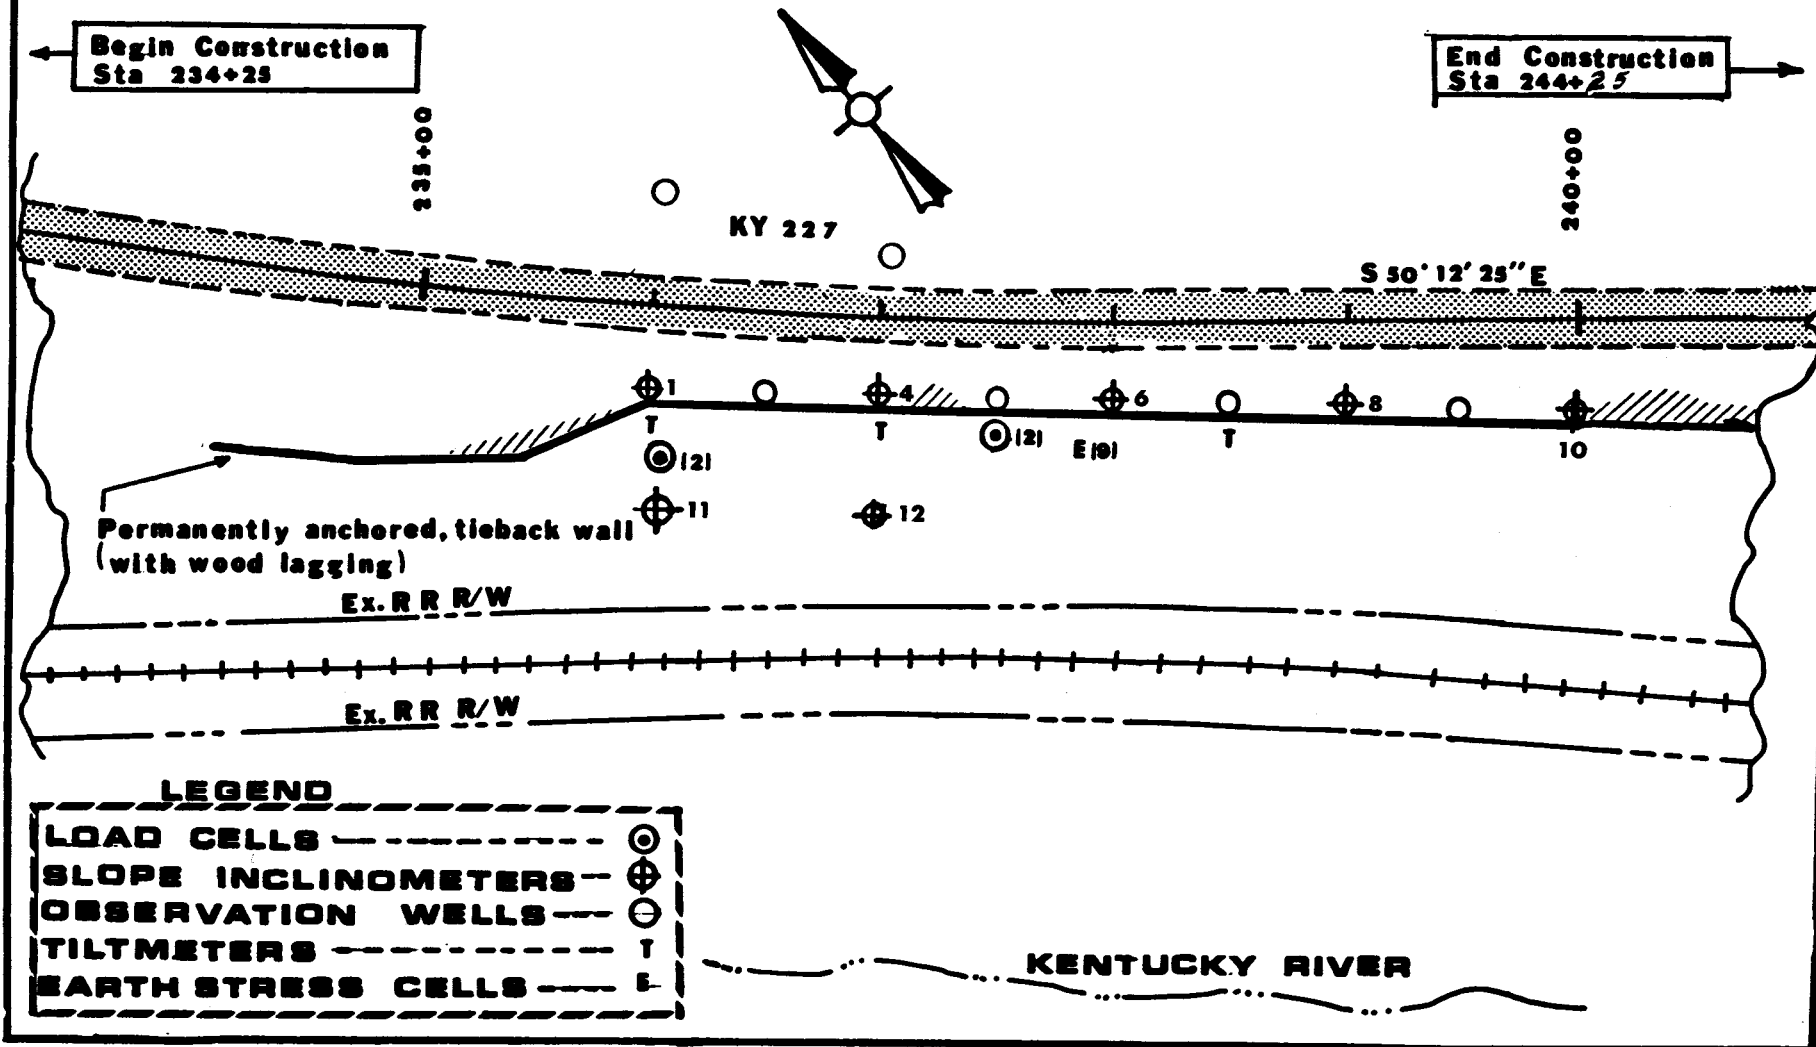 Begin Construction
Sta 234+25
End Construction
Sta 244+25
235+00
240+00
KY 227
S 50° 12' 25" E
1
4
6
8
T
T
(2)
E(9)
T
10
(2)
11
12
Permanently anchored, tieback wall
(with wood lagging)
Ex. R R R/W
Ex. R R R/W
LEGEND
LOAD CELLS
SLOPE INCLINOMETERS
OBSERVATION WELLS
TILTMETERS T
EARTH STRESS CELLS E
KENTUCKY RIVER